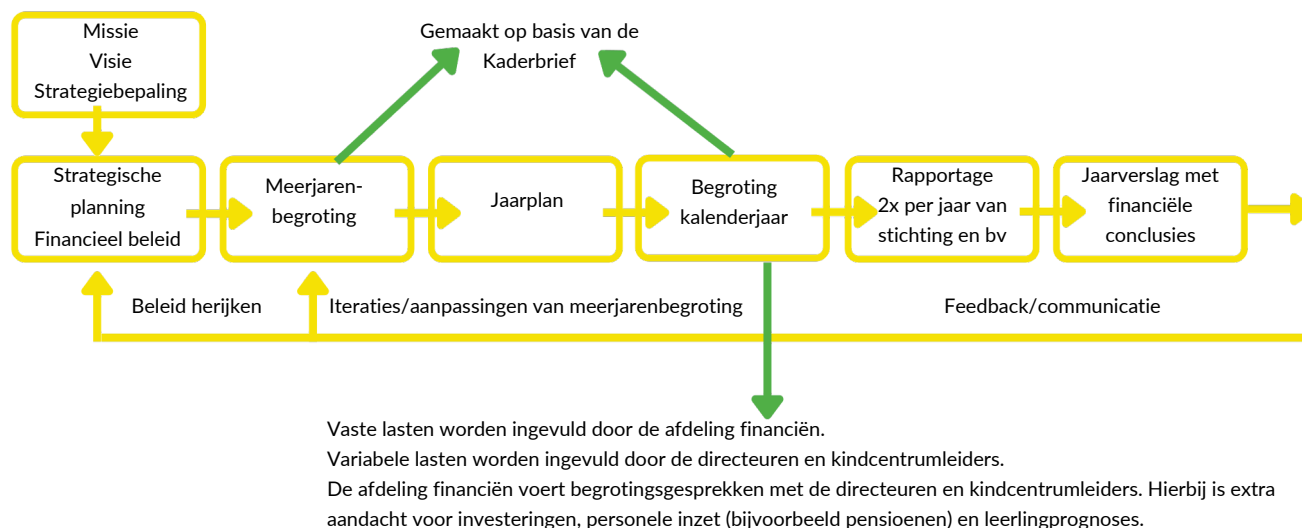 Missie
Visie
Strategiebepaling
Gemaakt op basis van de
Kaderbrief
Strategische
planning
Financieel beleid
Meerjaren-
begroting
Jaarplan
Begroting
kalenderjaar
Rapportage
2x per jaar van
stichting en bv
Jaarverslag met
financiële
conclusies
Beleid herijken
Iteraties/aanpassingen van meerjarenbegroting
Feedback/communicatie
Vaste lasten worden ingevuld door de afdeling financiën.
Variabele lasten worden ingevuld door de directeuren en kindcentrumleiders.
De afdeling financiën voert begrotingsgesprekken met de directeuren en kindcentrumleiders. Hierbij is extra
aandacht voor investeringen, personele inzet (bijvoorbeeld pensioenen) en leerlingprognoses.